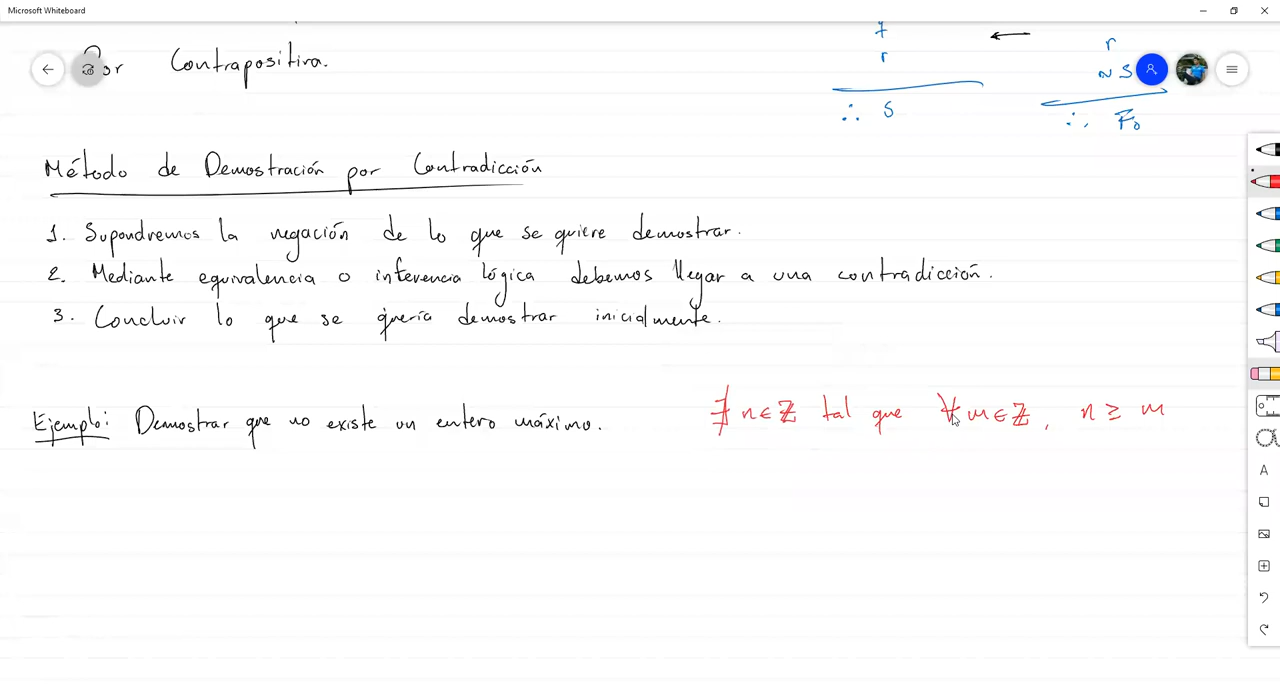 Microsoft Whiteboard
Por Contrapositiva.
r
r
~ S
∴ S
∴ F₀
Método de Demostración por Contradicción
1. Supondremos la negación de lo que se quiere demostrar.
2. Mediante equivalencia o inferencia lógica debemos llegar a una contradicción.
3. Concluir lo que se quería demostrar inicialmente.
Ejemplo: Demostrar que no existe un entero máximo.
∄ n ∈ ℤ tal que ∀ m ∈ ℤ, n ≥ m
A